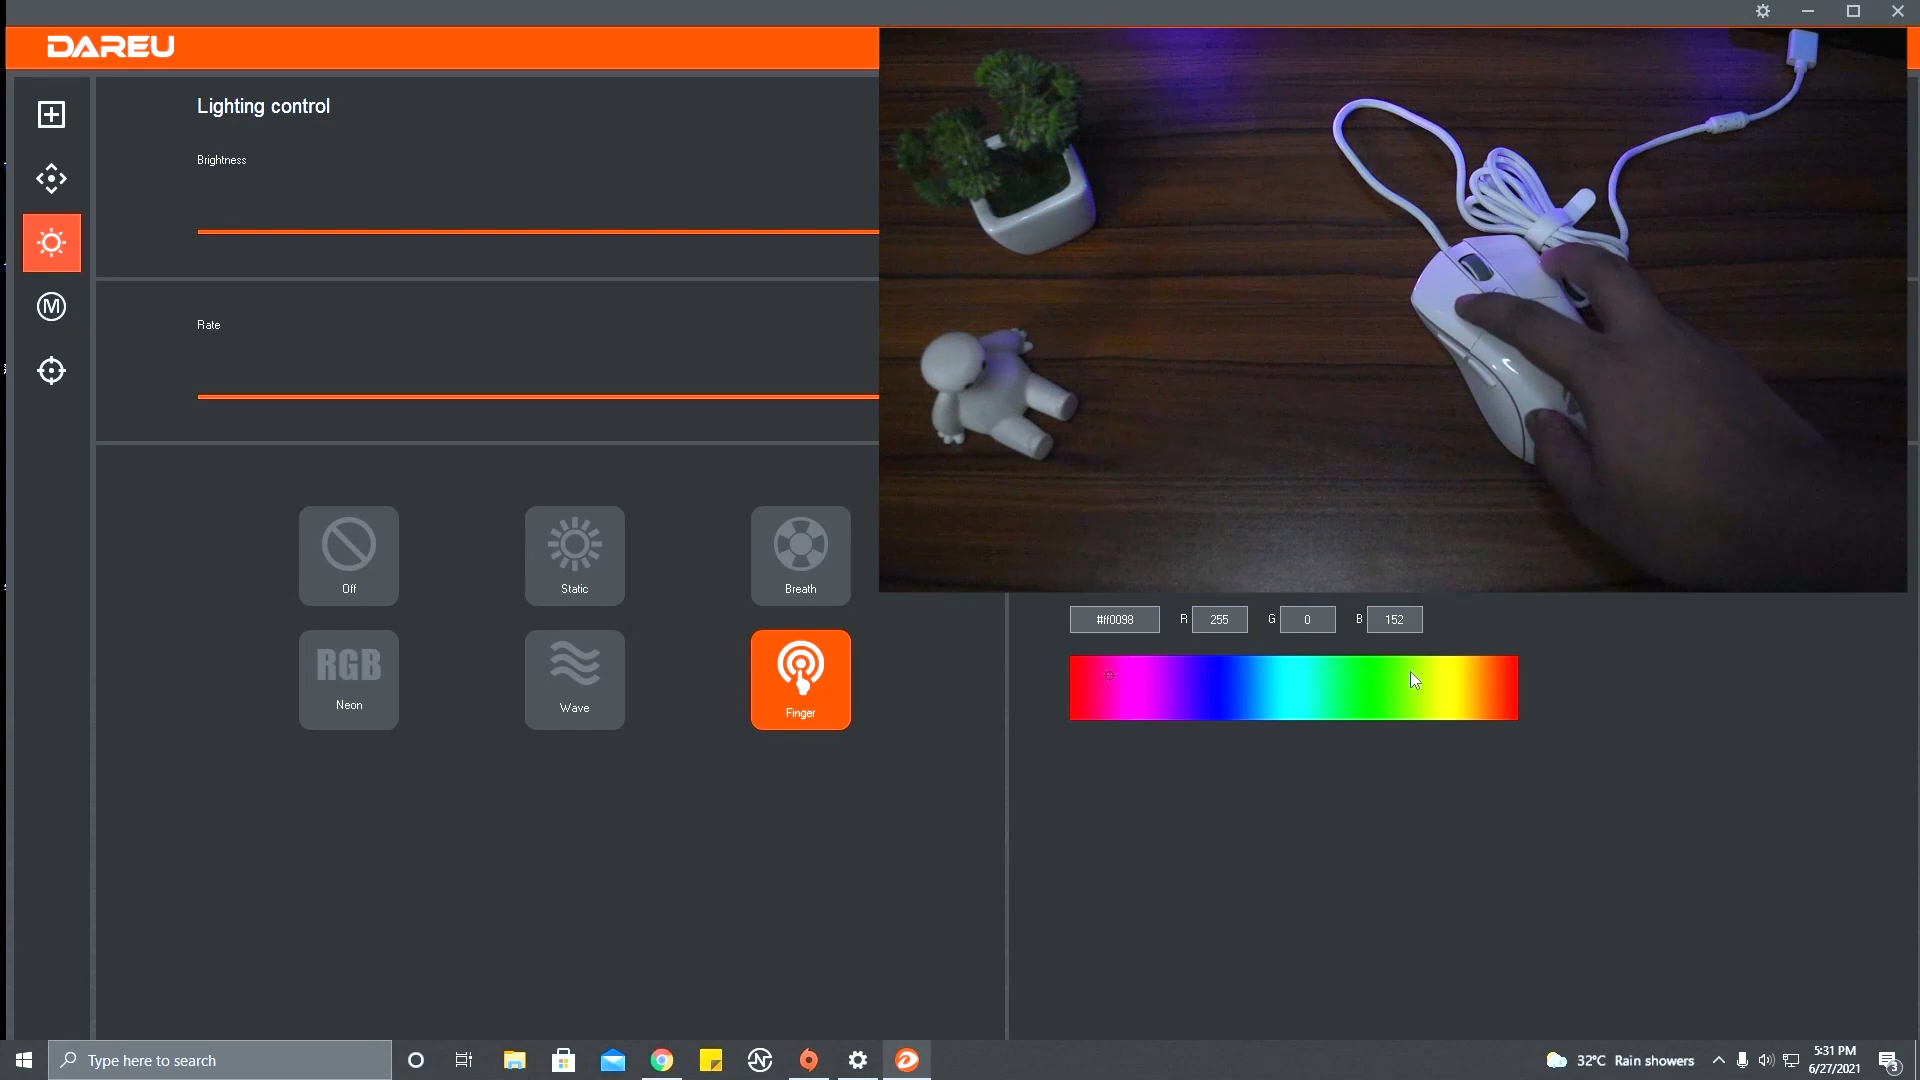 DAREU
Lighting control
Brightness
Rate
Off
Static
Breath
RGB
Neon
Wave
Finger
#ff0098
R
255
G
0
B
152
M
Type here to search
32°C Rain showers
5:31 PM
6/27/2021
3